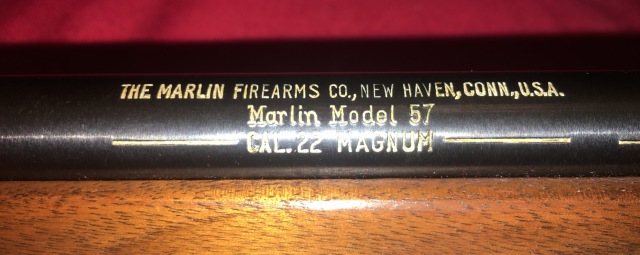 THE MARLIN FIREARMS CO., NEW HAVEN, CONN., U.S.A.
Marlin Model 57
CAL. 22 MAGNUM